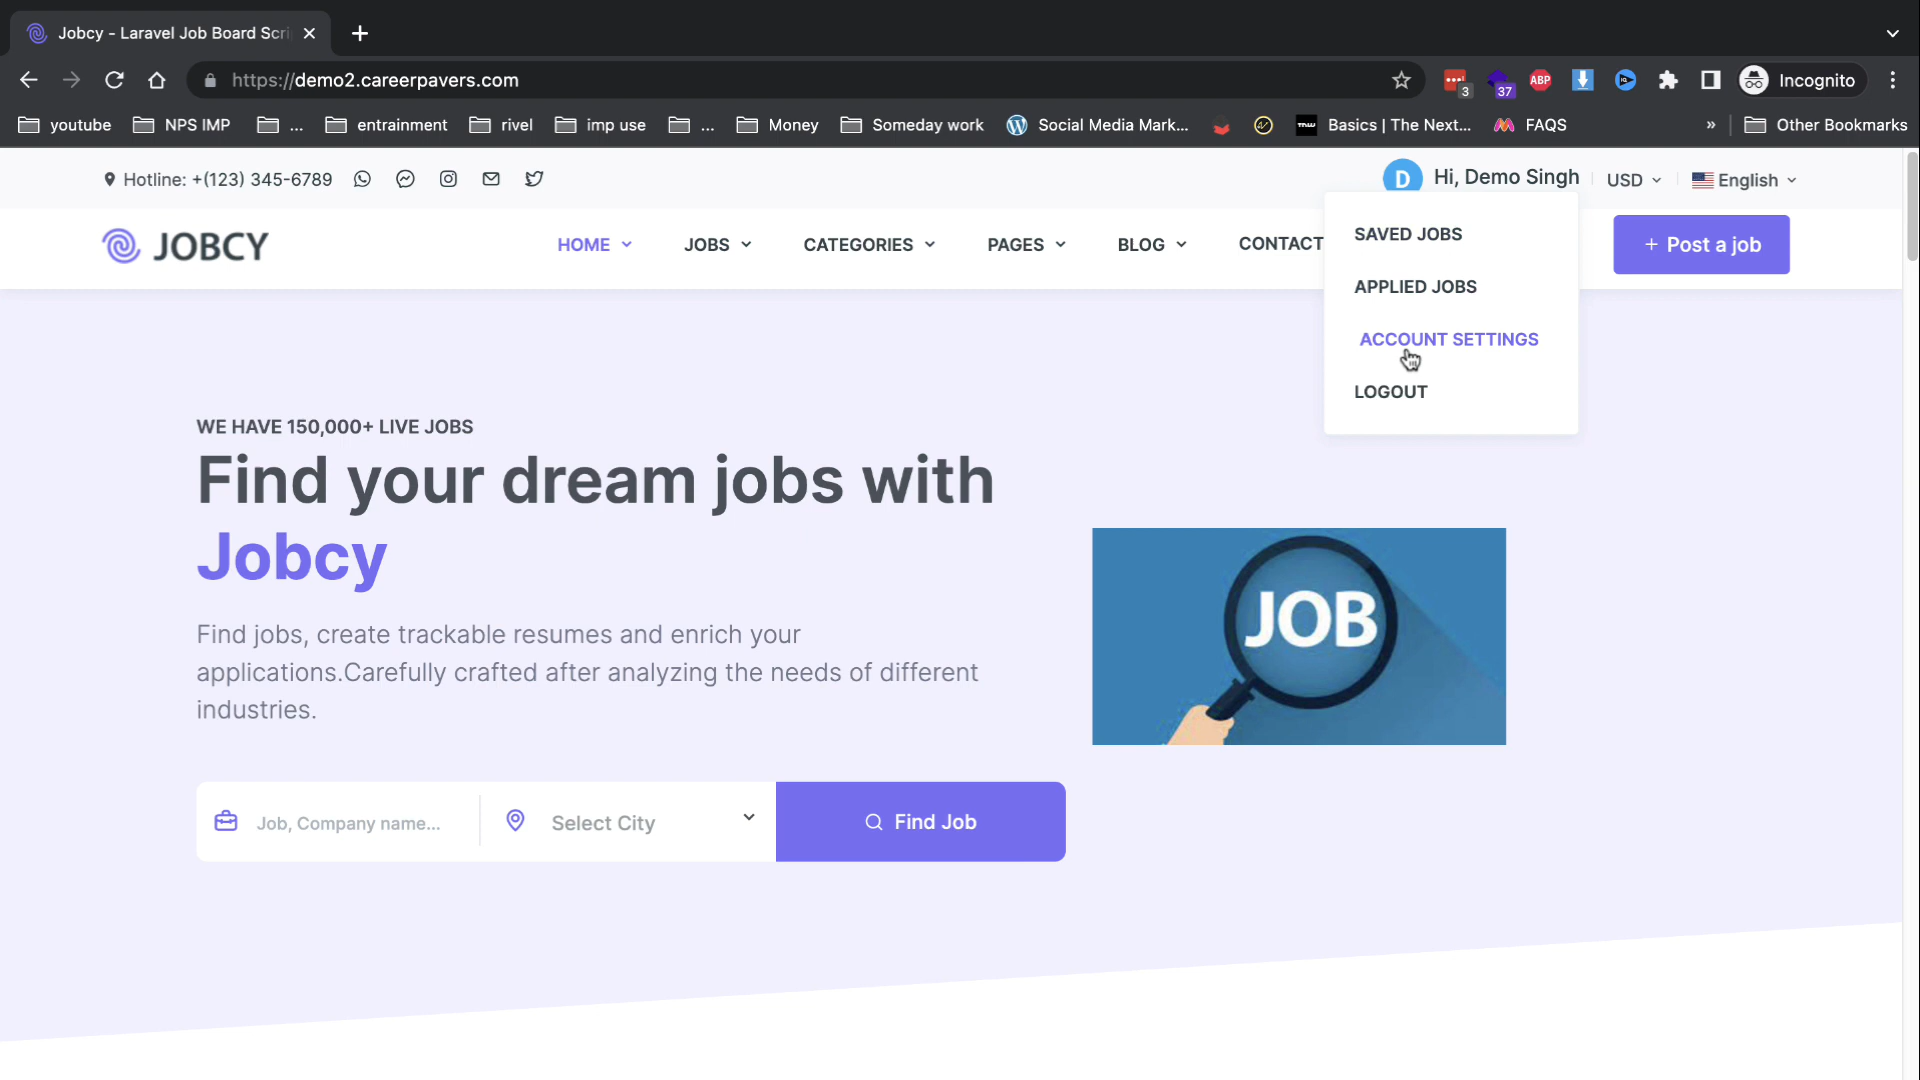 Jobcy - Laravel Job Board Scri
https://demo2.careerpavers.com
3
37
ABP
Incognito
youtube
NPS IMP
...
entrainment
rivel
imp use
...
Money
Someday work
Social Media Mark...
Basics | The Next...
FAQS
»
Other Bookmarks
Hotline: +(123) 345-6789
D
Hi, Demo Singh
USD
English
JOBCY
HOME
JOBS
CATEGORIES
PAGES
BLOG
CONTACT
+ Post a job
SAVED JOBS
APPLIED JOBS
ACCOUNT SETTINGS
LOGOUT
WE HAVE 150,000+ LIVE JOBS
Find your dream jobs with
Jobcy
Find jobs, create trackable resumes and enrich your
applications.Carefully crafted after analyzing the needs of different
industries.
JOB
Job, Company name...
Select City
Find Job